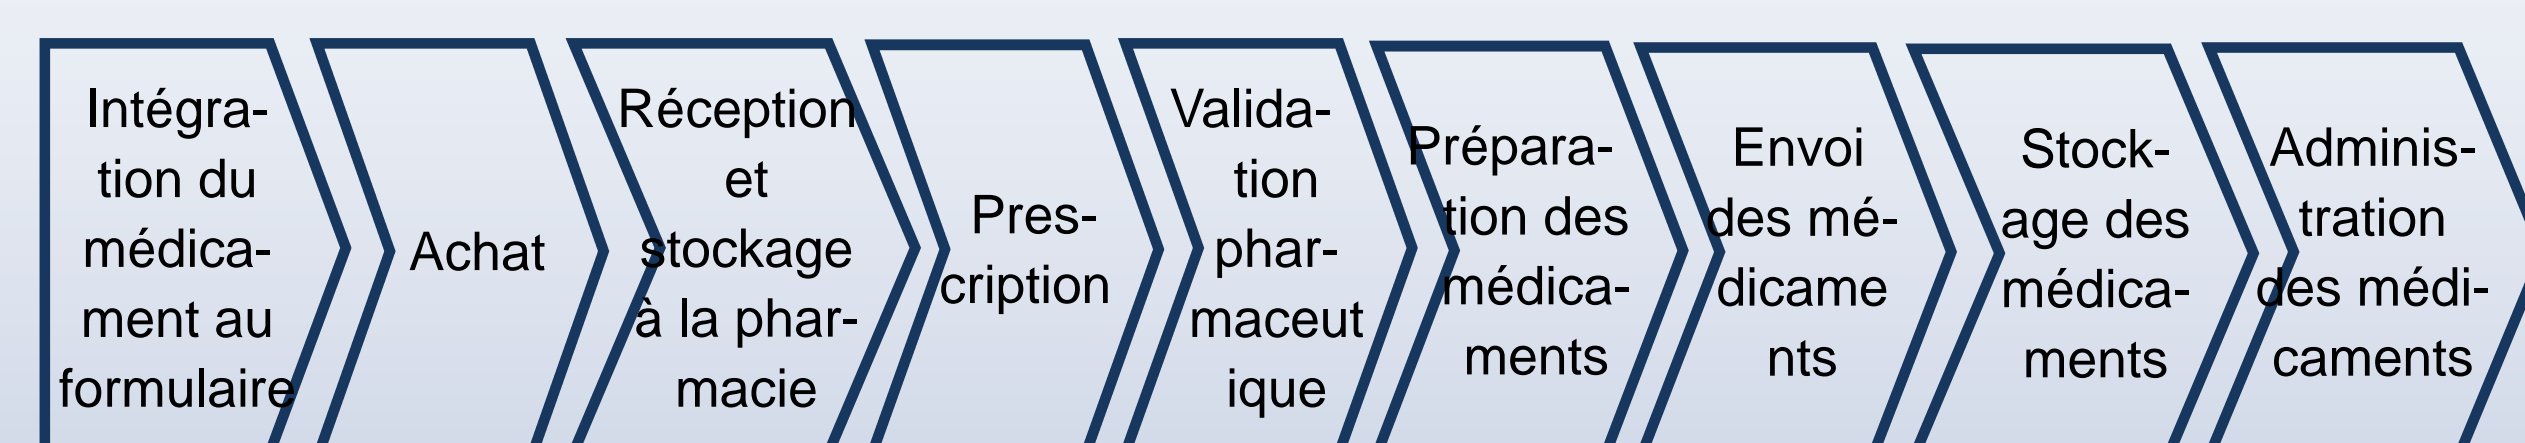 Intégra-
tion du
médica-
ment au
formulaire
Achat
Réception
et
stockage
à la phar-
macie
Pres-
cription
Valida-
tion
phar-
maceut
ique
Prépara-
tion des
médica-
ments
Envoi
des mé-
dicame
nts
Stock-
age des
médica-
ments
Adminis-
tration
des médi-
caments